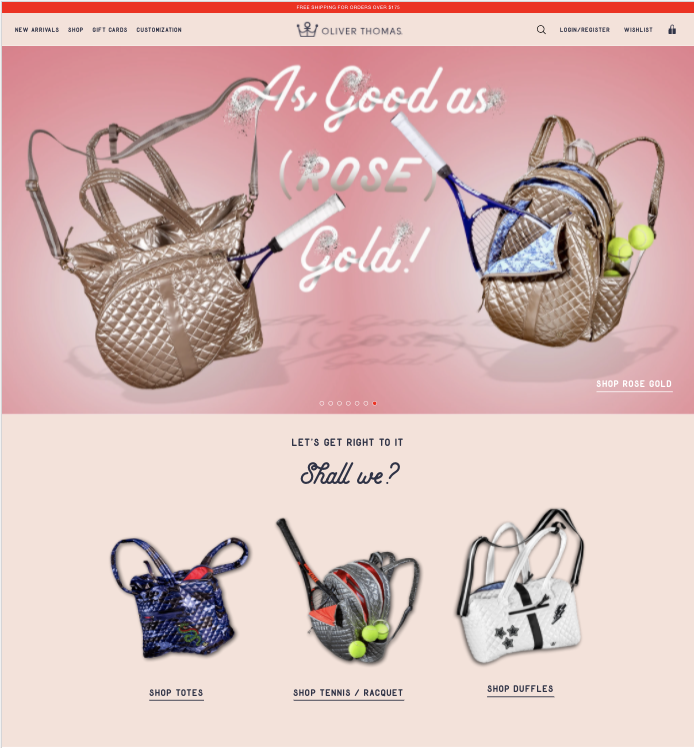 FREE SHIPPING FOR ORDERS OVER $175
NEW ARRIVALS SHOP GIFT CARDS CUSTOMIZATION OLIVER THOMAS. LOGIN/REGISTER WISHLIST
As Good as
(ROSE)
Gold!
SHOP ROSE GOLD
LET'S GET RIGHT TO IT
Shall we?
SHOP TOTES SHOP TENNIS / RACQUET SHOP DUFFLES